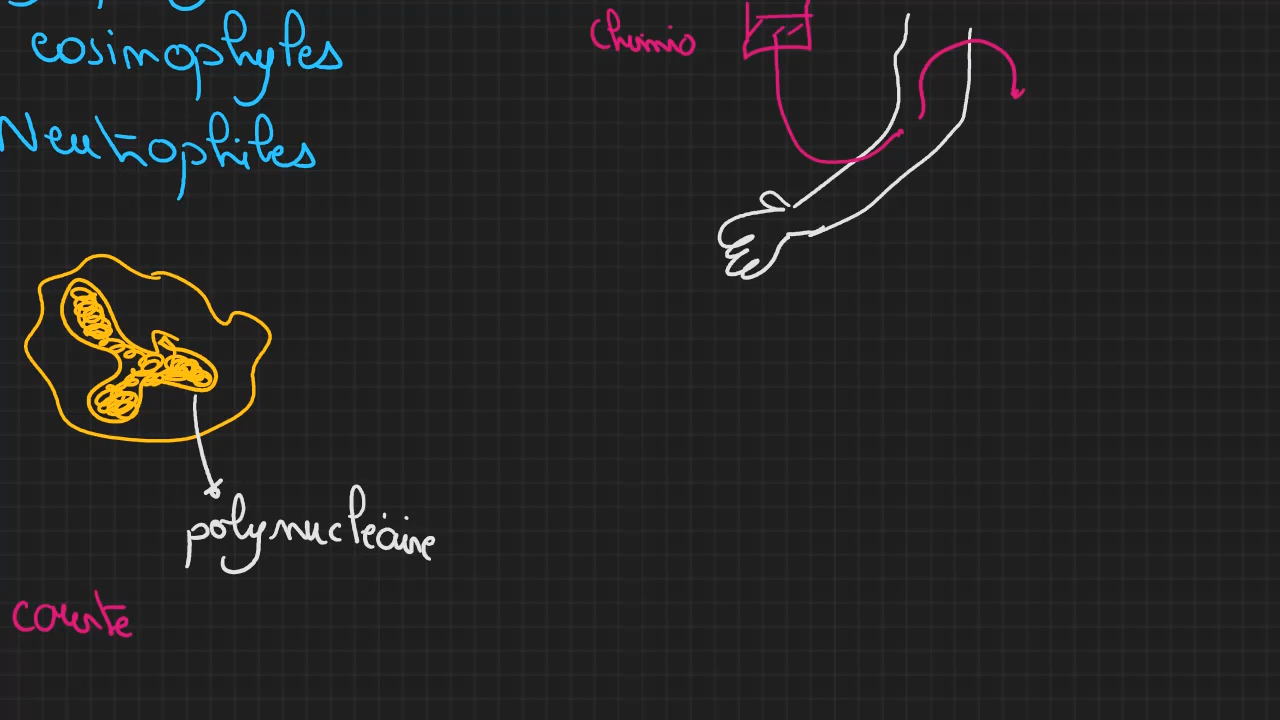 eosinophyles
Chimio
Neutrophiles
polynucléaire
courte